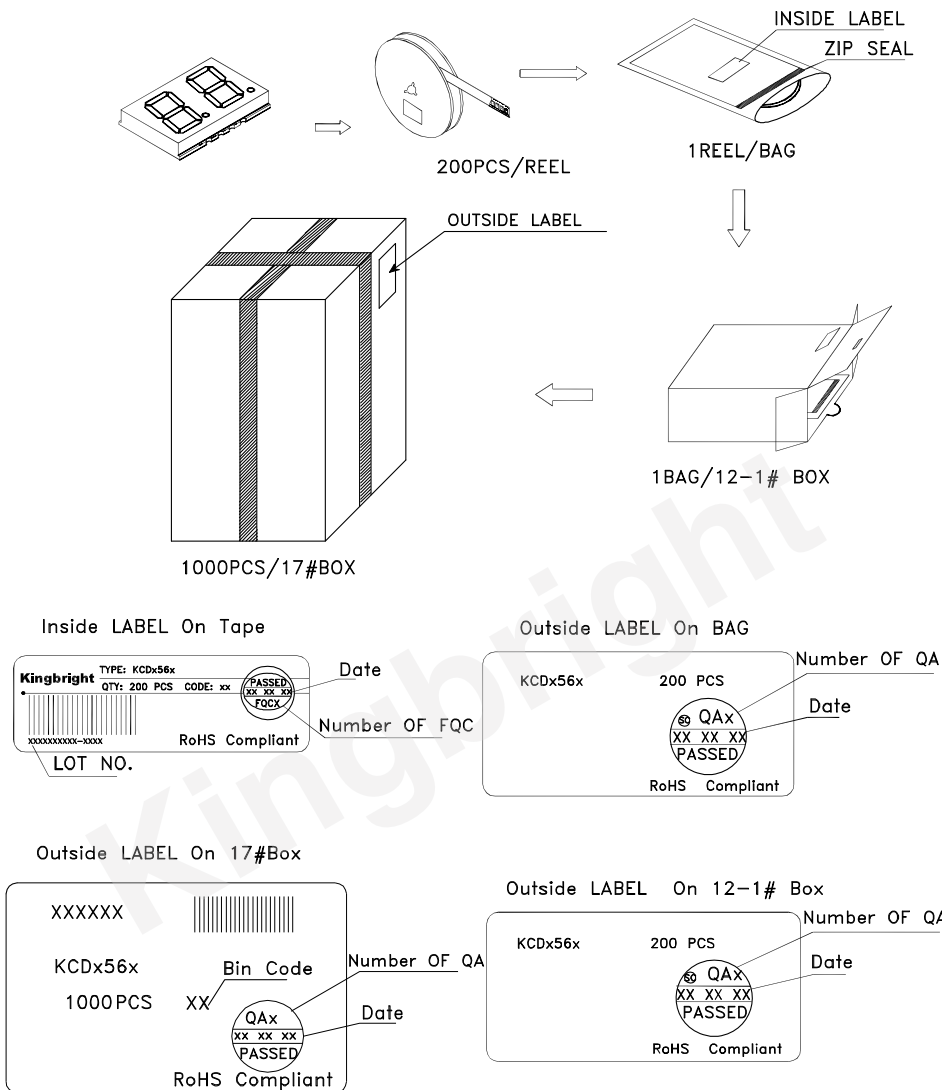 INSIDE LABEL
ZIP SEAL
200PCS/REEL
1REEL/BAG
OUTSIDE LABEL
1BAG/12-1# BOX
1000PCS/17#BOX
Kingbright
Inside LABEL On Tape
Kingbright
TYPE: KCDx56x
QTY: 200 PCS CODE: xx
PASSED
XX XX XX
FQCX
Date
Number OF FQC
XXXXXXXXXX-XXXX
RoHS Compliant
LOT NO.
Outside LABEL On BAG
KCDx56x 200 PCS
Number OF QA
SC QAx
XX XX XX
PASSED
Date
RoHS Compliant
Outside LABEL On 17#Box
XXXXXX
KCDx56x
Bin Code
1000PCS XX
Number OF QA
QAx
XX XX XX
PASSED
Date
RoHS Compliant
Outside LABEL On 12-1# Box
KCDx56x 200 PCS
Number OF QA
SC QAx
XX XX XX
PASSED
Date
RoHS Compliant